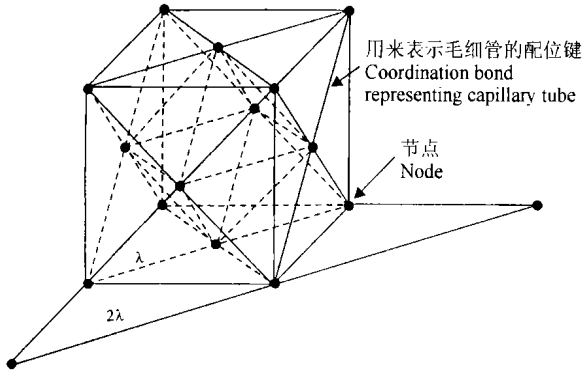 用来表示毛细管的配位键
Coordination bond
representing capillary tube
节点
Node
λ
2λ